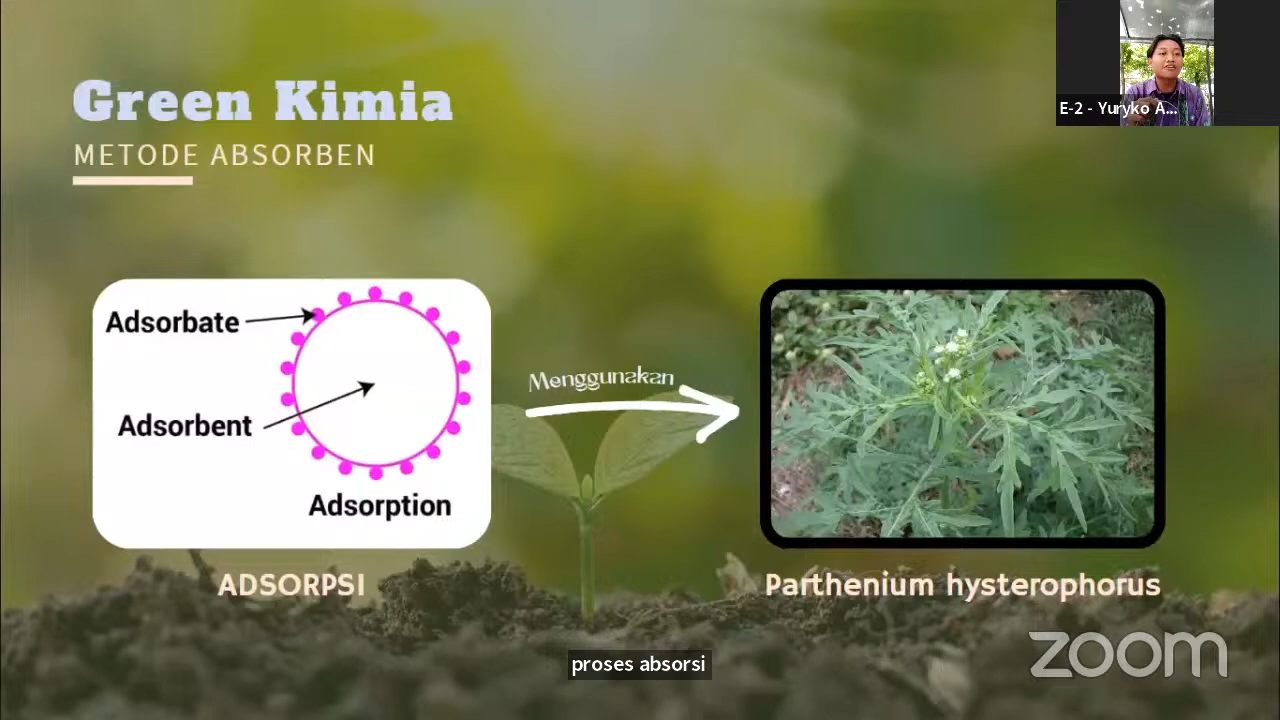 Green Kimia
METODE ABSORBEN
E-2 - Yuryko A...
Adsorbate
Adsorbent
Adsorption
Menggunakan
ADSORPSI
Parthenium hysterophorus
zoom
proses absorsi